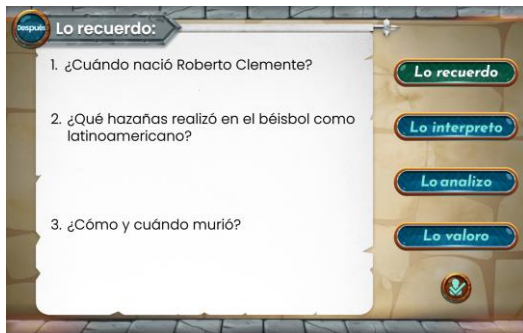 Después
Lo recuerdo:
1. ¿Cuándo nació Roberto Clemente?
2. ¿Qué hazañas realizó en el béisbol como
latinoamericano?
3. ¿Cómo y cuándo murió?
Lo recuerdo
Lo interpreto
Lo analizo
Lo valoro